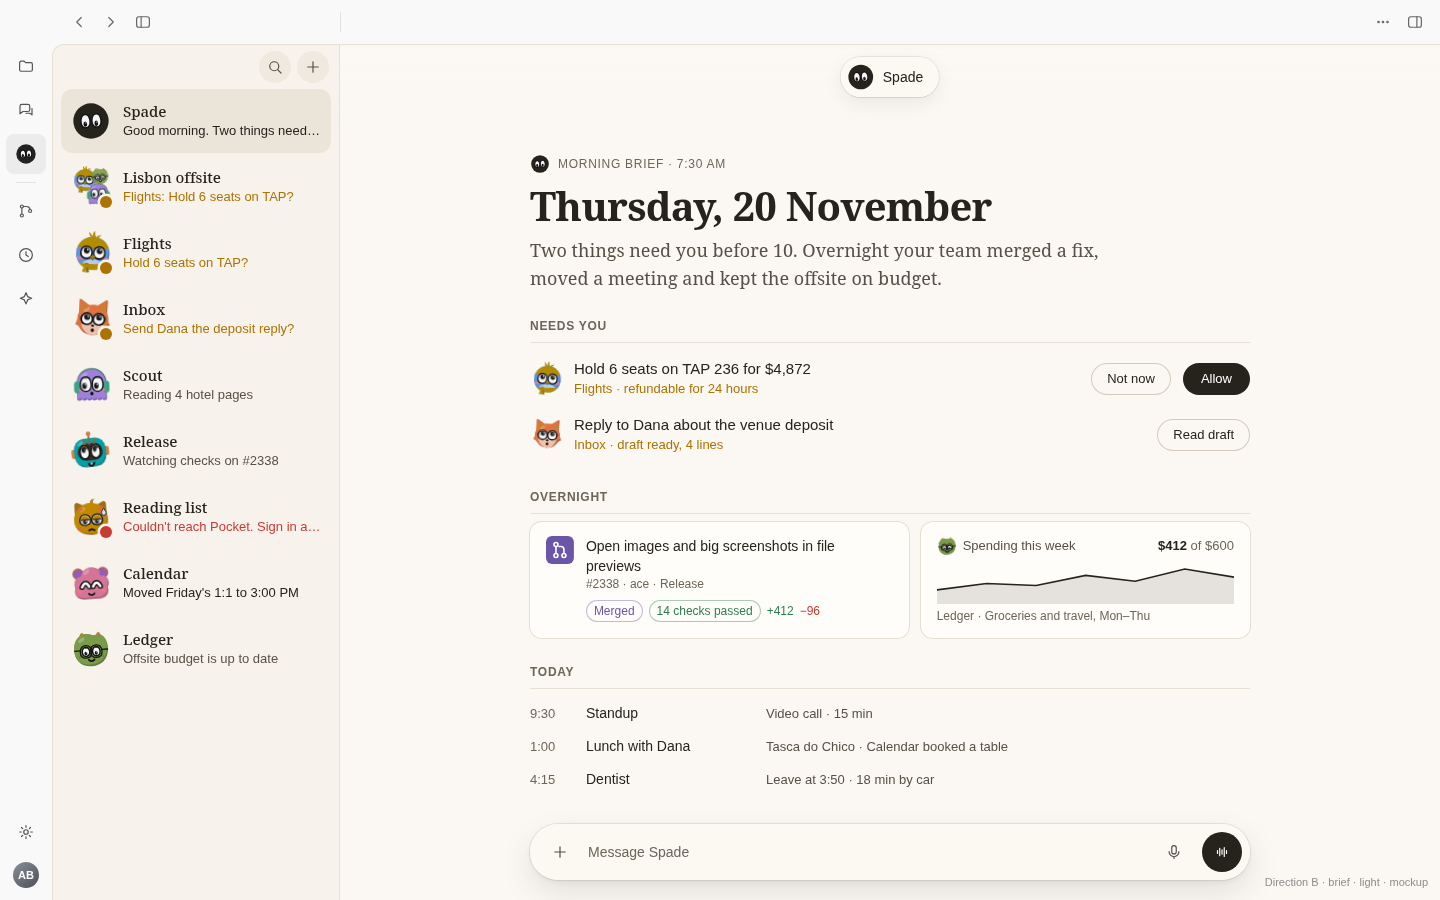 Spade
Good morning. Two things need…
Lisbon offsite
Flights: Hold 6 seats on TAP?
Flights
Hold 6 seats on TAP?
Inbox
Send Dana the deposit reply?
Scout
Reading 4 hotel pages
Release
Watching checks on #2338
Reading list
Couldn't reach Pocket. Sign in a…
Calendar
Moved Friday's 1:1 to 3:00 PM
Ledger
Offsite budget is up to date
AB
Spade
MORNING BRIEF · 7:30 AM
Thursday, 20 November
Two things need you before 10. Overnight your team merged a fix,
moved a meeting and kept the offsite on budget.
NEEDS YOU
Hold 6 seats on TAP 236 for $4,872
Flights · refundable for 24 hours
Not now
Allow
Reply to Dana about the venue deposit
Inbox · draft ready, 4 lines
Read draft
OVERNIGHT
Open images and big screenshots in file
previews
#2338 · ace · Release
Merged 14 checks passed +412 −96
Spending this week $412 of $600
Ledger · Groceries and travel, Mon–Thu
TODAY
9:30 Standup Video call · 15 min
1:00 Lunch with Dana Tasca do Chico · Calendar booked a table
4:15 Dentist Leave at 3:50 · 18 min by car
Message Spade
Direction B · brief · light · mockup